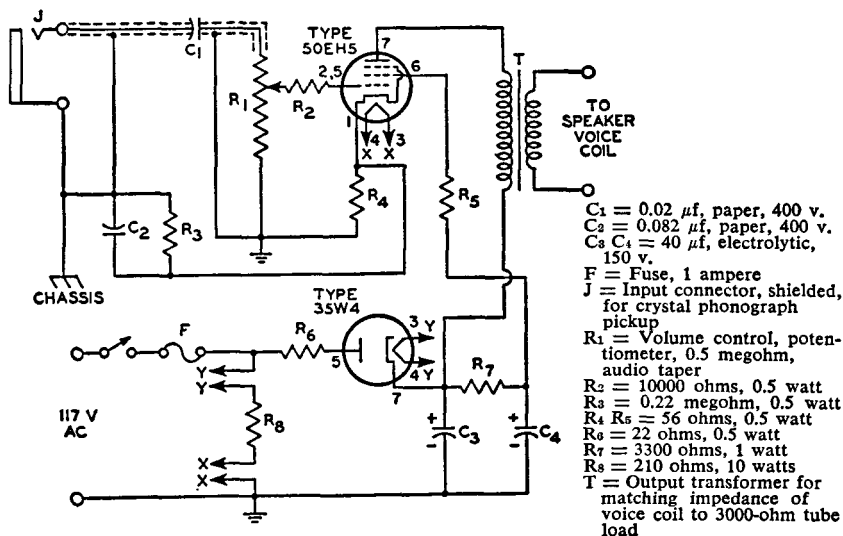 J
C1
TYPE
50EH5
7
6
2,5
R1
R2
1
4
3
X
X
T
TO
SPEAKER
VOICE
COIL
R4
R5
C2
R3
CHASSIS
TYPE
35W4
F
R6
5
3
Y
4
Y
7
R7
Y
Y
117 V
AC
R8
X
X
+
-
C3
+
-
C4
C1 = 0.02 µf, paper, 400 v.
C2 = 0.082 µf, paper, 400 v.
C3 C4 = 40 µf, electrolytic,
150 v.
F = Fuse, 1 ampere
J = Input connector, shielded,
for crystal phonograph
pickup
R1 = Volume control, poten-
tiometer, 0.5 megohm,
audio taper
R2 = 10000 ohms, 0.5 watt
R3 = 0.22 megohm, 0.5 watt
R4 R5 = 56 ohms, 0.5 watt
R6 = 22 ohms, 0.5 watt
R7 = 3300 ohms, 1 watt
R8 = 210 ohms, 10 watts
T = Output transformer for
matching impedance of
voice coil to 3000-ohm tube
load